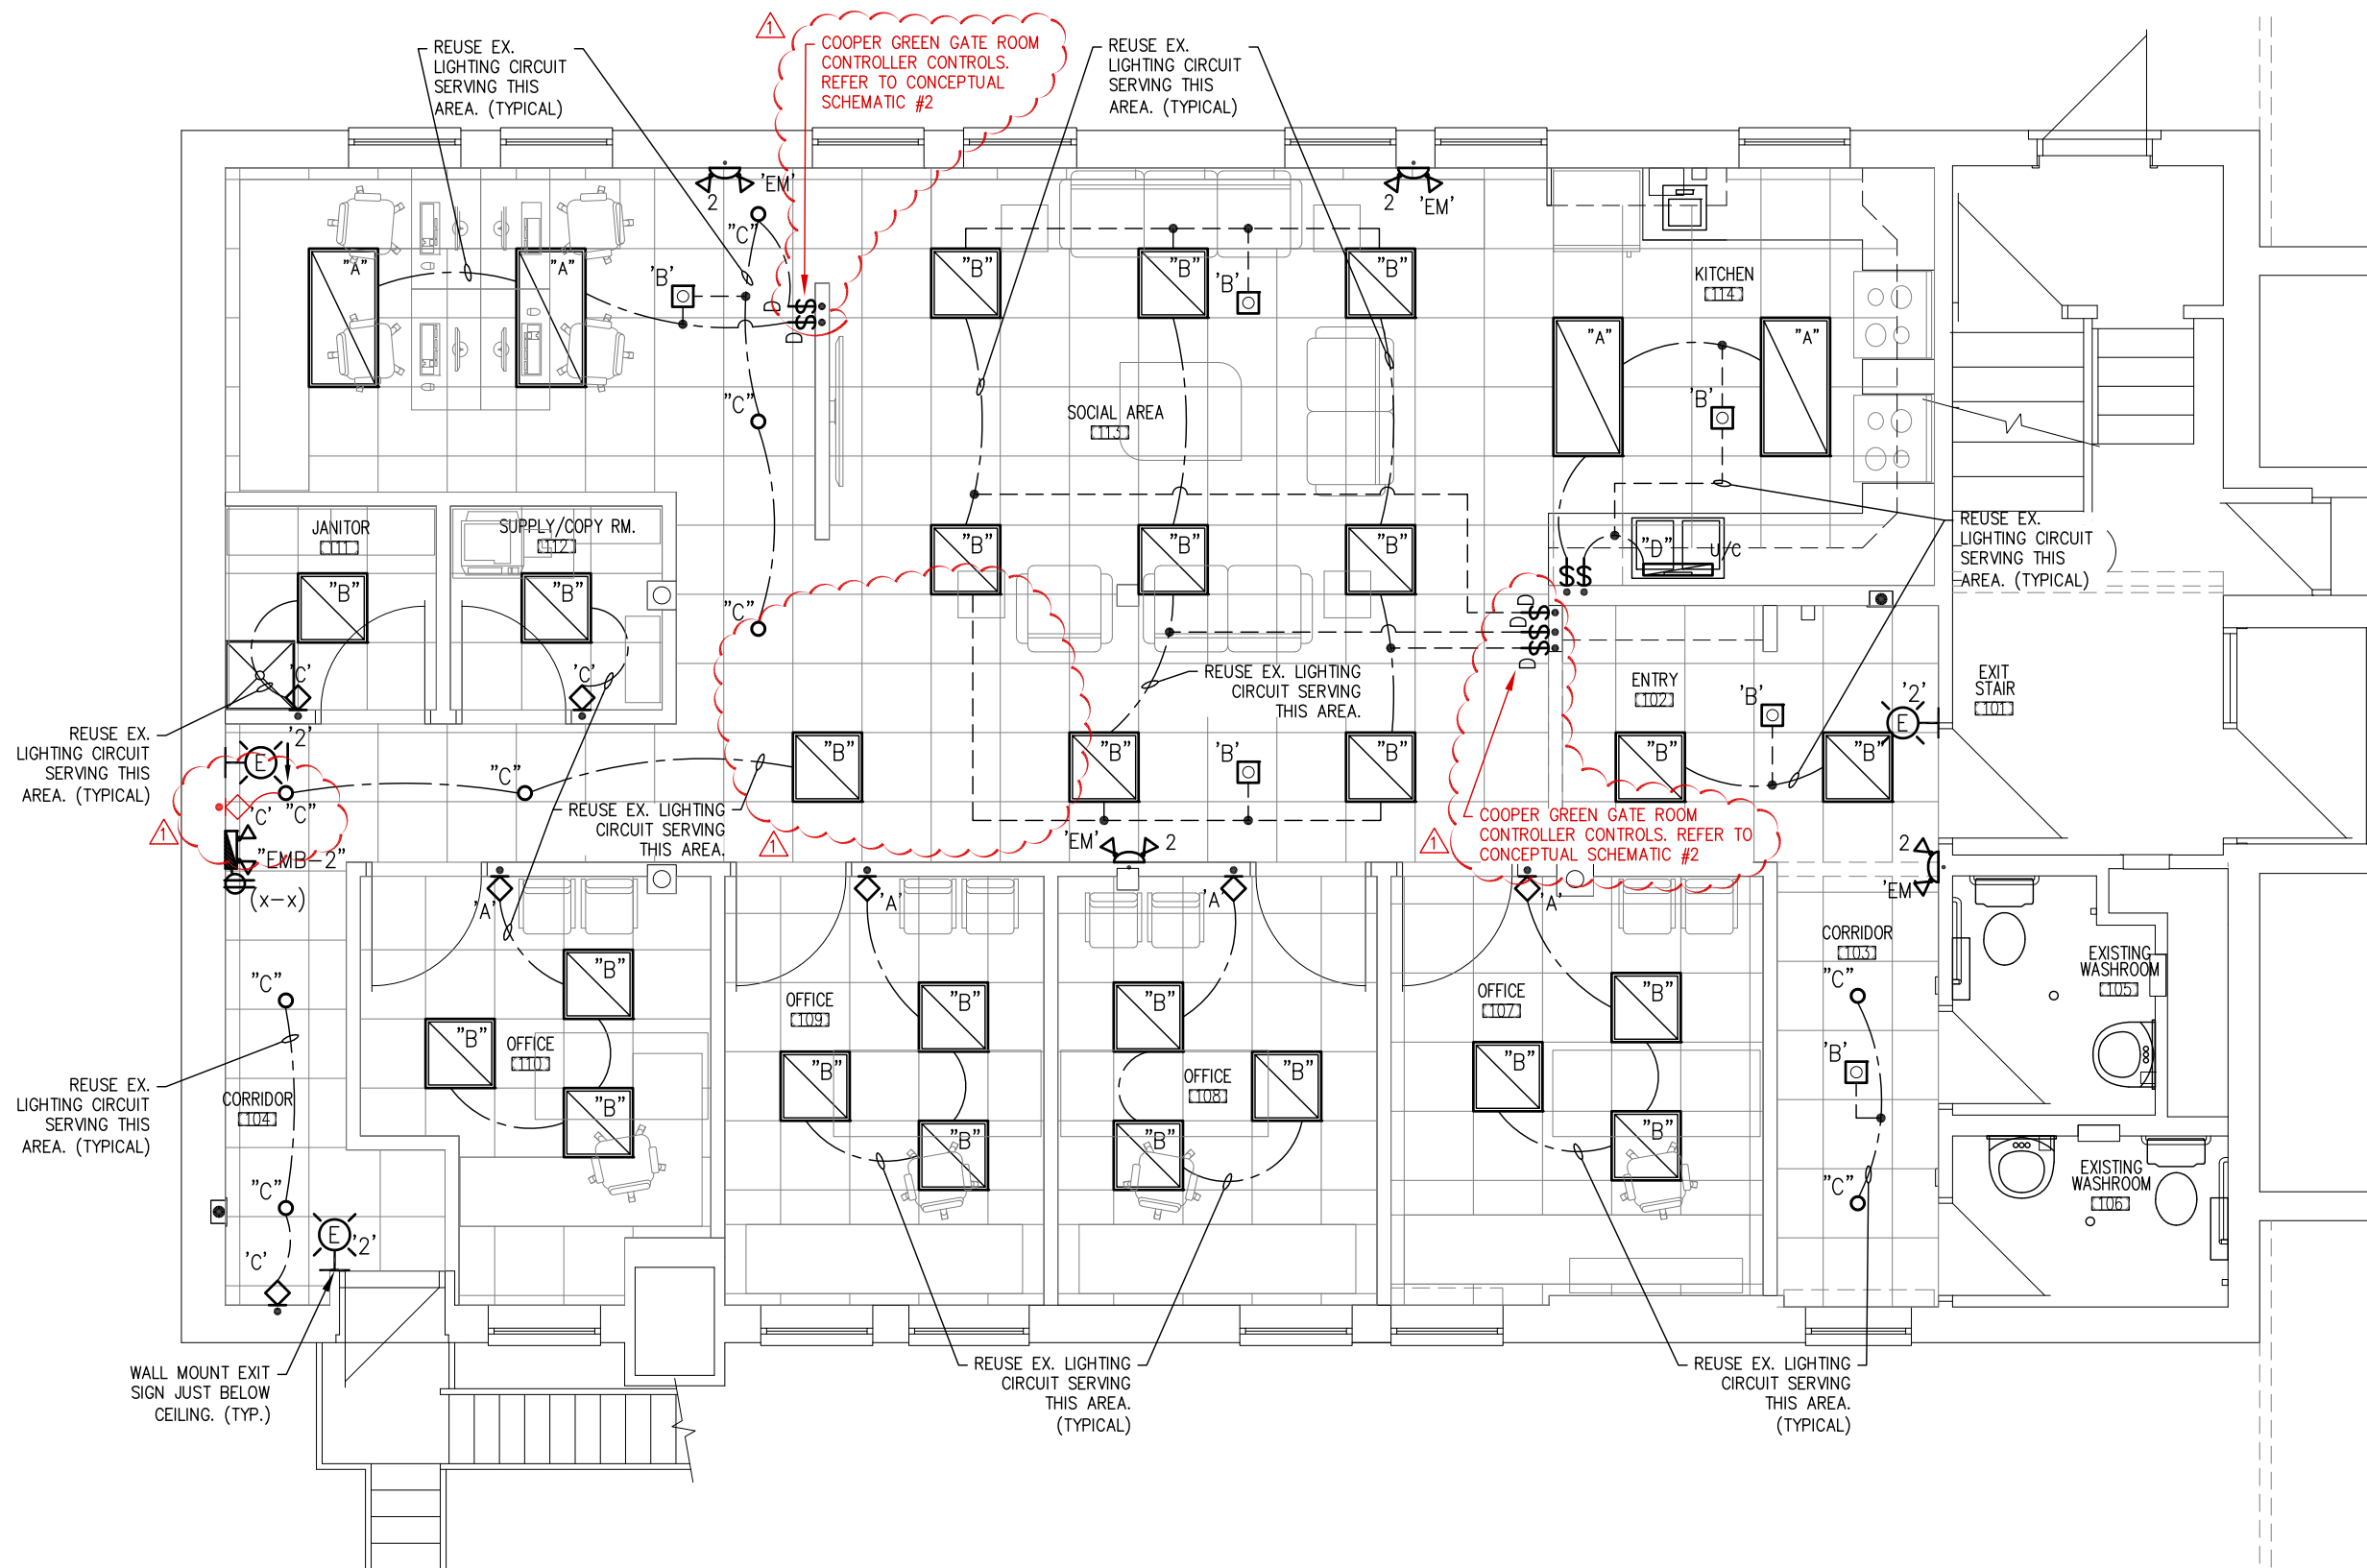 1
COOPER GREEN GATE ROOM
CONTROLLER CONTROLS.
REFER TO CONCEPTUAL
SCHEMATIC #2
REUSE EX.
LIGHTING CIRCUIT
SERVING THIS
AREA. (TYPICAL)
REUSE EX.
LIGHTING CIRCUIT
SERVING THIS
AREA. (TYPICAL)
'EM'
2
2
'EM'
"C"
"A"
"A"
'B'
D
$$
D
$$
"B"
"B"
"B"
'B'
KITCHEN
114
"A"
"A"
'B'
"C"
SOCIAL AREA
113
JANITOR
111
SUPPLY/COPY RM.
112
"B"
"B"
"B"
"B"
"B"
"D"
U/C
$$
REUSE EX.
LIGHTING CIRCUIT
SERVING THIS
AREA. (TYPICAL)
"C"
D
$$
D
$$
D
$$
'C'
'C'
REUSE EX. LIGHTING
CIRCUIT SERVING
THIS AREA.
ENTRY
102
'B'
'2'
E
EXIT
STAIR
101
REUSE EX.
LIGHTING CIRCUIT
SERVING THIS
AREA. (TYPICAL)
'2'
E
"C"
"B"
"B"
"B"
'B'
"B"
"B"
'C'
"C"
1
REUSE EX. LIGHTING
CIRCUIT SERVING
THIS AREA.
1
'EM'
2
1
COOPER GREEN GATE ROOM
CONTROLLER CONTROLS. REFER TO
CONCEPTUAL SCHEMATIC #2
2
'EM'
"EMB-2"
(x-x)
'A'
'A'
'A'
'A'
"C"
"B"
OFFICE
109
"B"
"B"
OFFICE
107
"B"
CORRIDOR
103
"C"
EXISTING
WASHROOM
105
"B"
OFFICE
110
"B"
OFFICE
108
"B"
"B"
'B'
REUSE EX.
LIGHTING CIRCUIT
SERVING THIS
AREA. (TYPICAL)
CORRIDOR
104
"B"
"B"
"B"
"B"
"C"
"C"
EXISTING
WASHROOM
106
E
'2'
'C'
WALL MOUNT EXIT
SIGN JUST BELOW
CEILING. (TYP.)
REUSE EX. LIGHTING
CIRCUIT SERVING
THIS AREA.
(TYPICAL)
REUSE EX. LIGHTING
CIRCUIT SERVING
THIS AREA.
(TYPICAL)